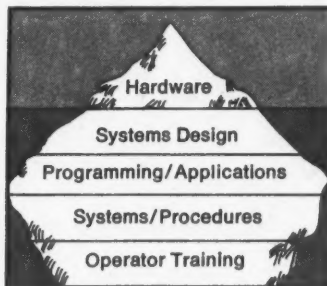 Hardware
Systems Design
Programming/Applications
Systems/Procedures
Operator Training